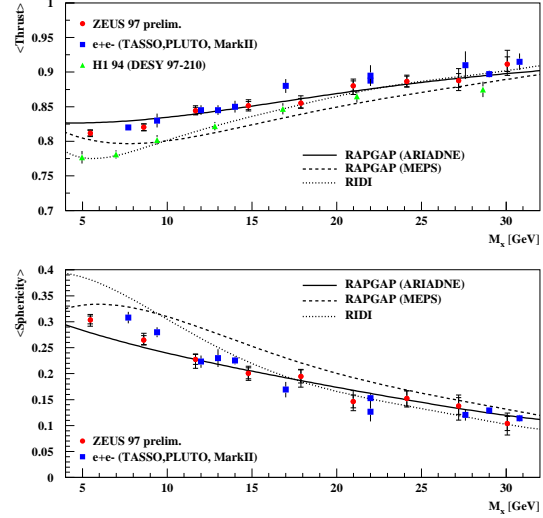 <Thrust>
1
0.95
0.9
0.85
0.8
0.75
0.7
ZEUS 97 prelim.
e+e- (TASSO,PLUTO, MarkII)
H1 94 (DESY 97-210)
RAPGAP (ARIADNE)
RAPGAP (MEPS)
RIDI
5 10 15 20 25 30
Mx [GeV]
<Sphericity>
0.4
0.35
0.3
0.25
0.2
0.15
0.1
0.05
0
RAPGAP (ARIADNE)
RAPGAP (MEPS)
RIDI
ZEUS 97 prelim.
e+e- (TASSO,PLUTO, MarkII)
5 10 15 20 25 30
Mx [GeV]